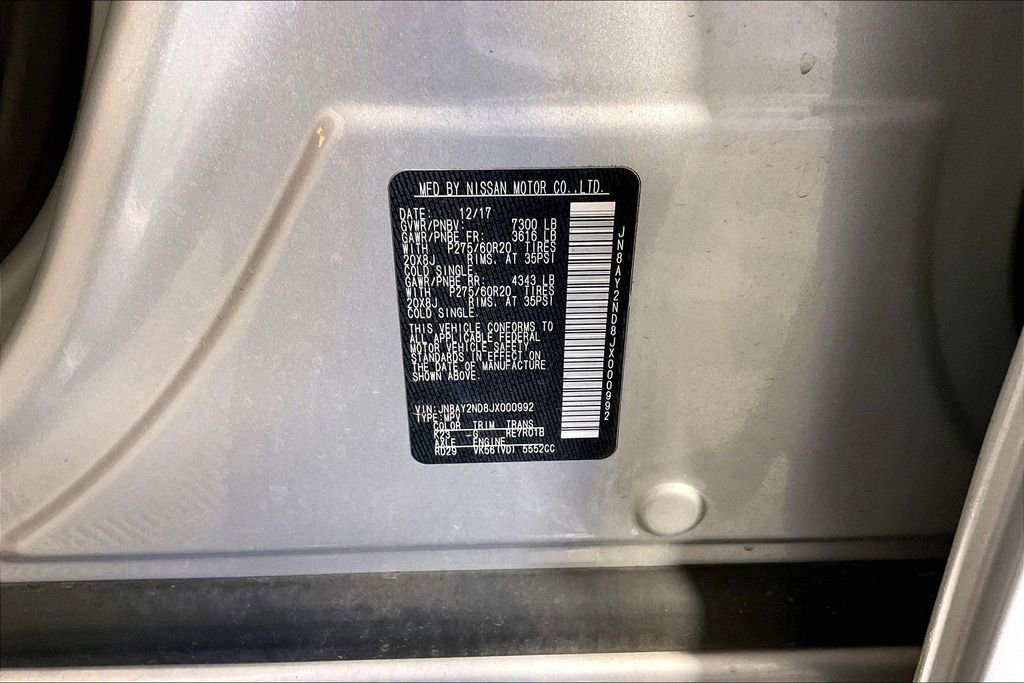 MFD BY NISSAN MOTOR CO.,LTD.
DATE: 12/17
GVWR/PNBV: 7300 LB
GAWR/PNBE FR: 3616 LB
WITH P275/60R20 TIRES
20X8J RIMS. AT 35PSI
COLD SINGLE.
GAWR/PNBE RR: 4343 LB
WITH P275/60R20 TIRES
20X8J RIMS. AT 35PSI
COLD SINGLE.
THIS VEHICLE CONFORMS TO
ALL APPLICABLE FEDERAL
MOTOR VEHICLE SAFETY
STANDARDS IN EFFECT ON
THE DATE OF MANUFACTURE
SHOWN ABOVE.
VIN: JN8AY2ND8JX000992
TYPE: MPV
COLOR TRIM TRANS
K23 -G RE7R01B
AXLE ENGINE
RD29 VK56(VD) 5552CC
JN8AY2ND8JX000992